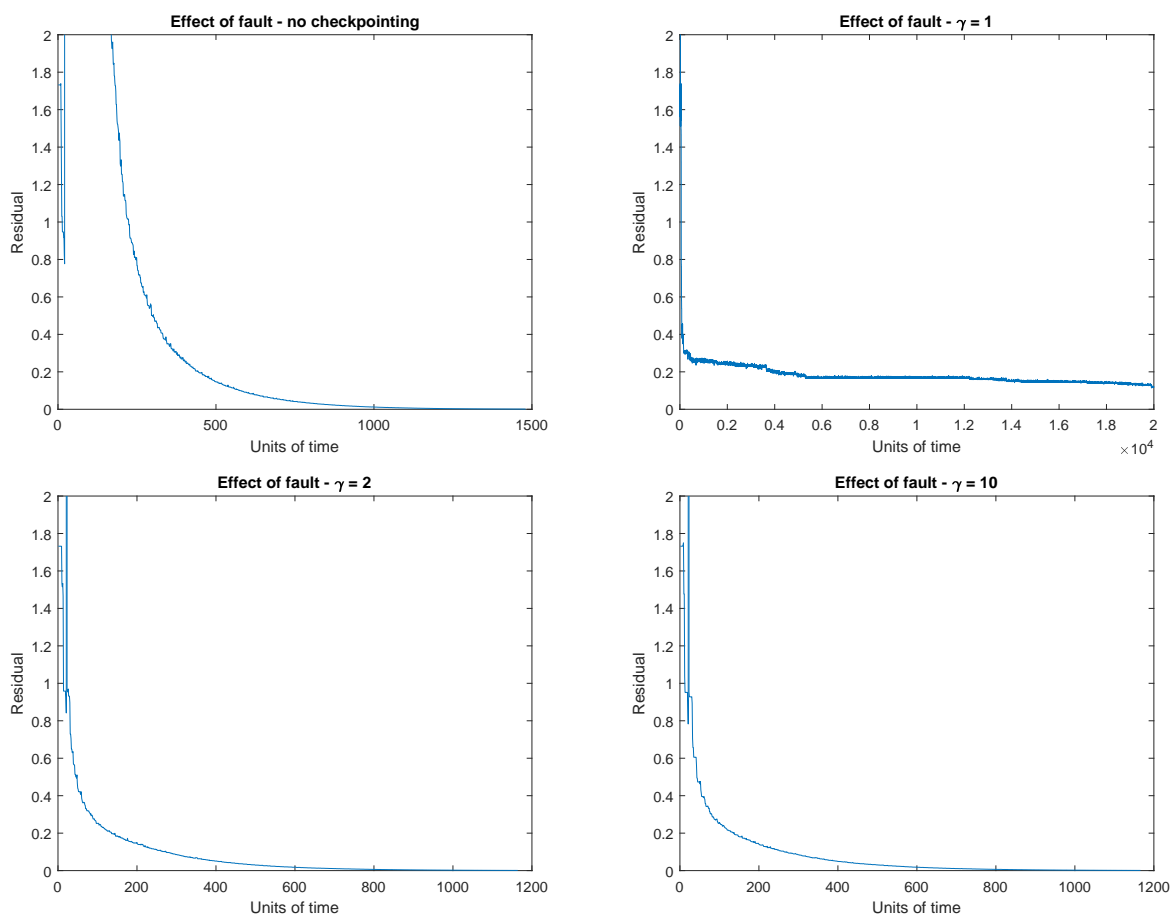 Effect of fault - no checkpointing
2
1.8
1.6
1.4
1.2
1
0.8
0.6
0.4
0.2
0
Residual
0 500 1000 1500
Units of time
Effect of fault - γ = 1
2
1.8
1.6
1.4
1.2
1
0.8
0.6
0.4
0.2
0
Residual
0 0.2 0.4 0.6 0.8 1 1.2 1.4 1.6 1.8 2
Units of time
×10⁴
Effect of fault - γ = 2
2
1.8
1.6
1.4
1.2
1
0.8
0.6
0.4
0.2
0
Residual
0 200 400 600 800 1000 1200
Units of time
Effect of fault - γ = 10
2
1.8
1.6
1.4
1.2
1
0.8
0.6
0.4
0.2
0
Residual
0 200 400 600 800 1000 1200
Units of time